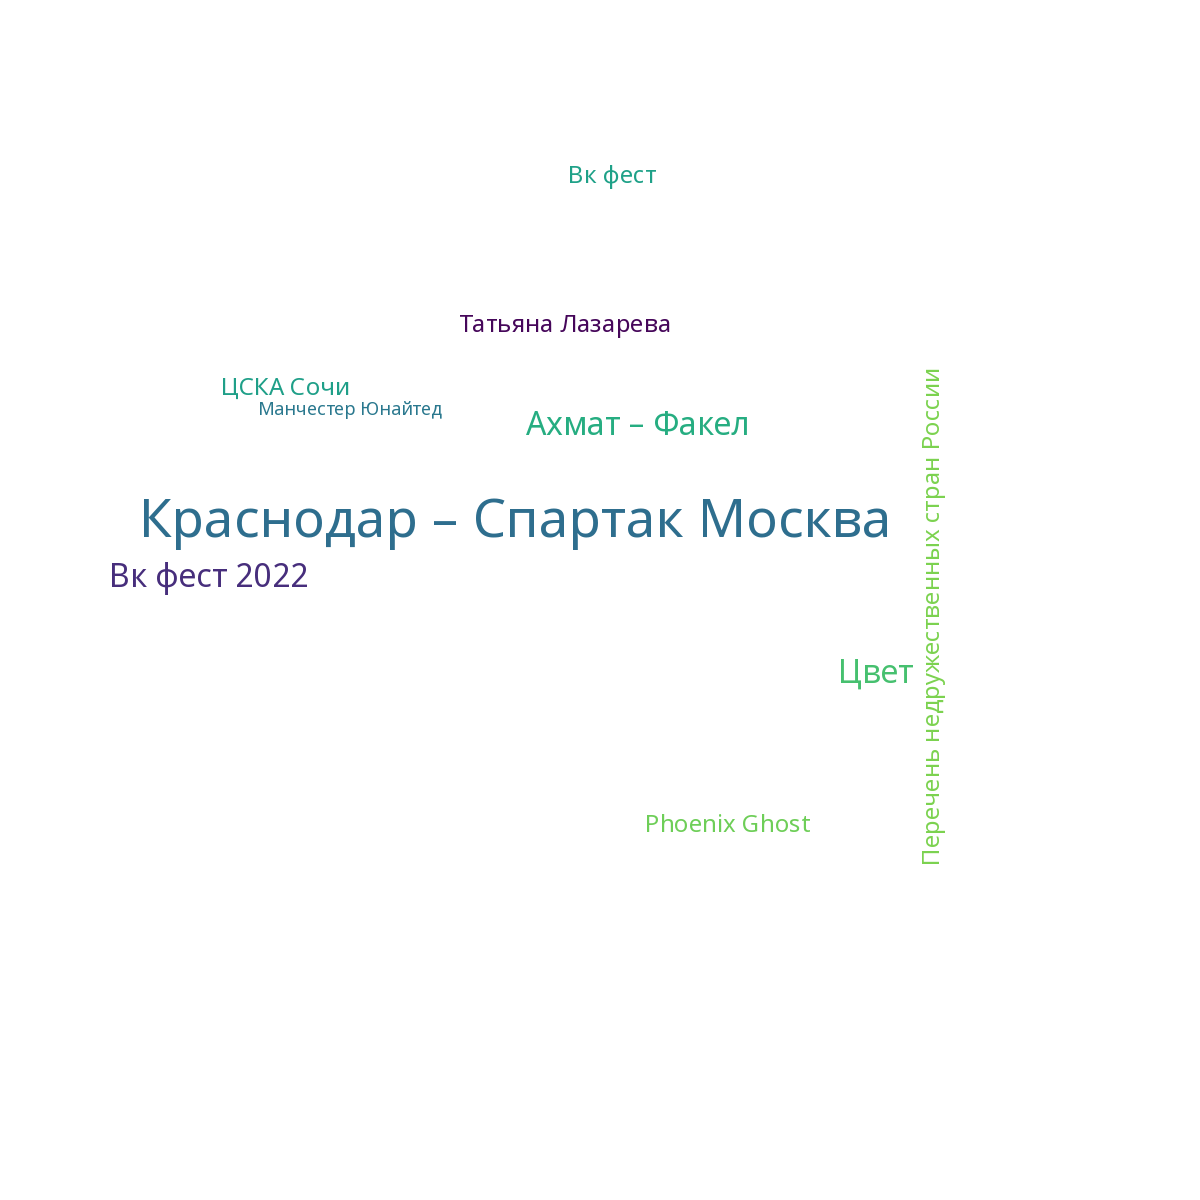 Вк фест
Татьяна Лазарева
ЦСКА Сочи
Манчестер Юнайтед
Ахмат – Факел
Краснодар – Спартак Москва
Вк фест 2022
Цвет
Перечень недружественных стран России
Phoenix Ghost